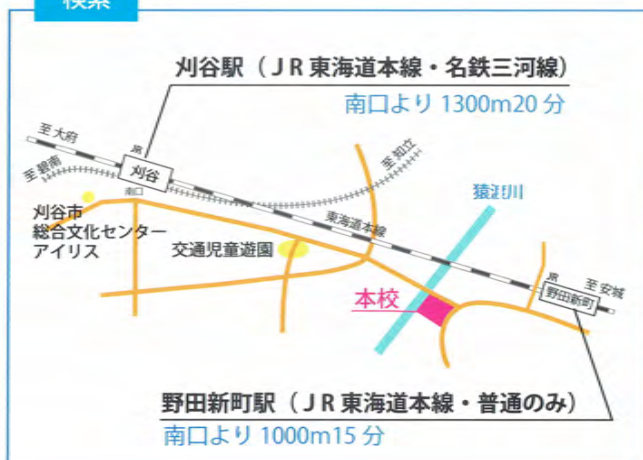 検索
刈谷駅（ＪＲ東海道本線・名鉄三河線）
南口より 1300m20 分
至 大府
至 碧南
JR
刈谷
南口
至 知立
刈谷市
総合文化センター
アイリス
交通児童遊園
東海道本線
猿渡川
本校
JR
野田新町
至 安城
野田新町駅（ＪＲ東海道本線・普通のみ）
南口より 1000m15 分